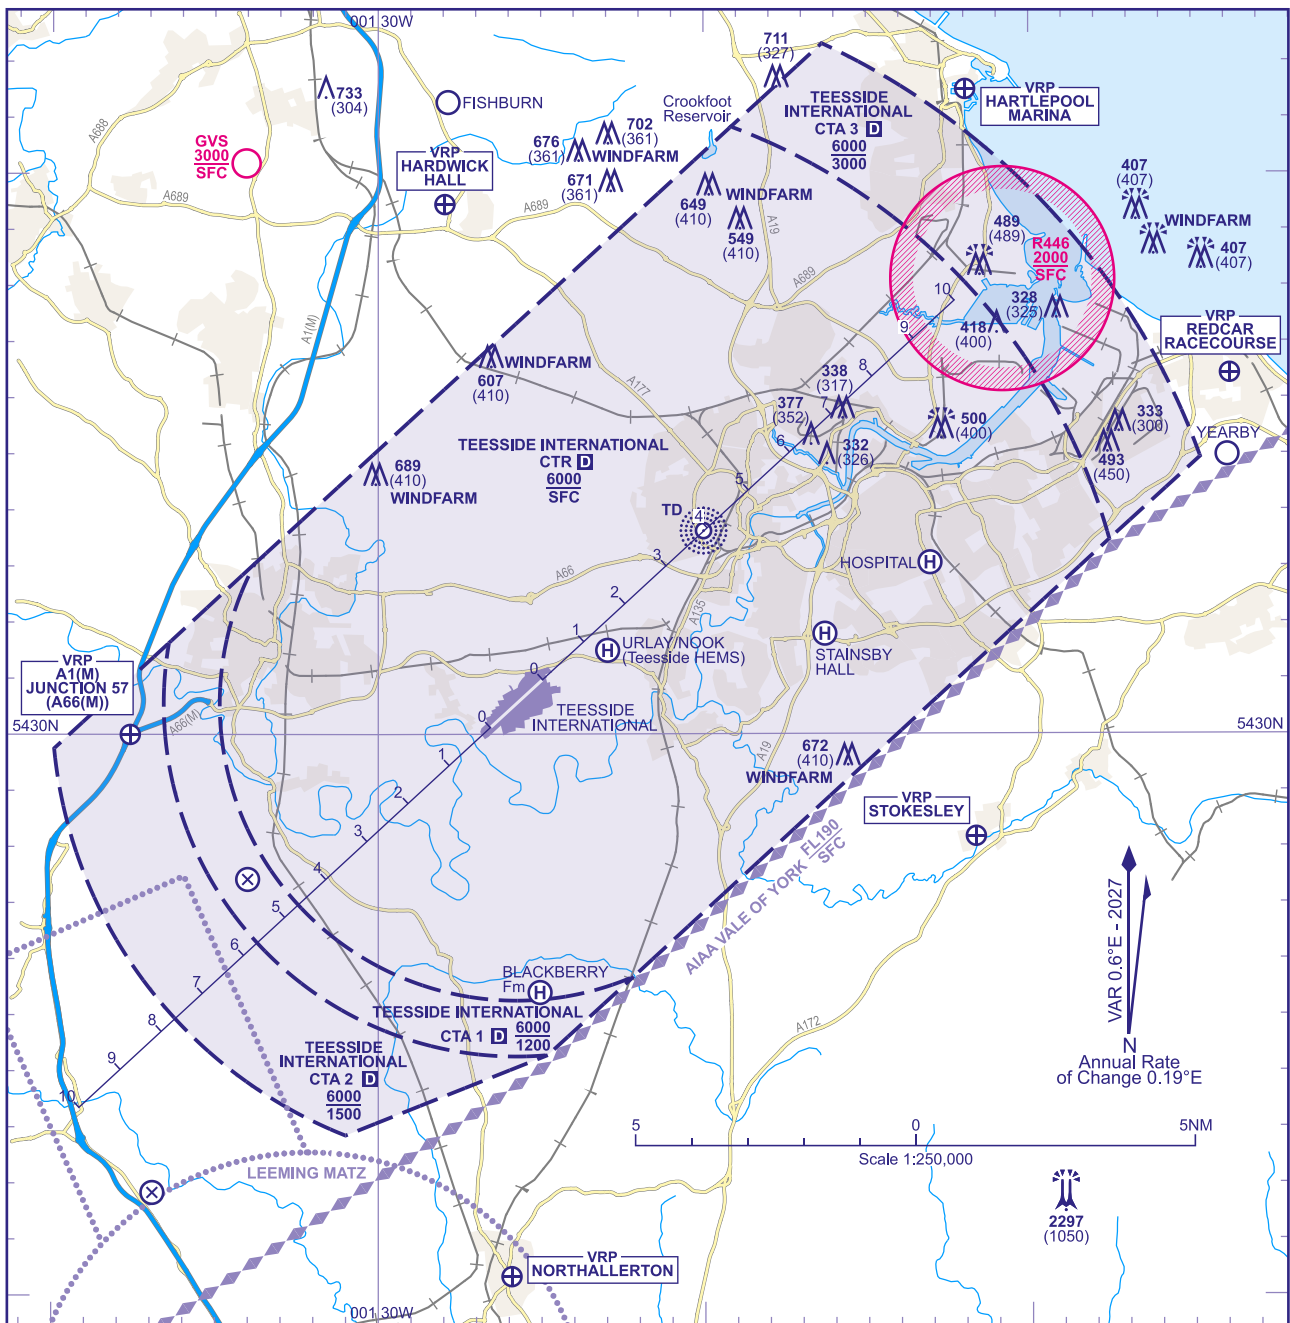 001 30W
711
(327)
733
(304)
FISHBURN
A688
GVS
3000
SFC
VRP
HARDWICK
HALL
A689
A689
702
(361)
676
(361)
WINDFARM
671
(361)
Crookfoot
Reservoir
TEESSIDE
INTERNATIONAL
CTA 3 D
6000
3000
VRP
HARTLEPOOL
MARINA
649
(410)
WINDFARM
549
(410)
A19
A689
407
(407)
WINDFARM
407
(407)
489
(489)
R446
2000
SFC
328
(325)
418
(400)
10
9
8
7
6
5
4
3
2
1
0
VRP
REDCAR
RACECOURSE
A1(M)
607
(410)
WINDFARM
A177
338
(317)
377
(352)
332
(326)
500
(400)
333
(300)
493
(450)
YEARBY
TEESSIDE INTERNATIONAL
CTR D
6000
SFC
689
(410)
WINDFARM
TD
HOSPITAL H
A66
A135
H URLAY NOOK
(Teesside HEMS)
H
STAINSBY
HALL
VRP
A1(M)
JUNCTION 57
(A66(M))
A66(M)
5430N
TEESSIDE
INTERNATIONAL
5430N
A19
672
(410)
WINDFARM
0
1
2
3
4
5
6
7
8
9
10
VRP
STOKESLEY
AIAA VALE OF YORK FL190
SFC
VAR 0.6°E - 2027
N
Annual Rate
of Change 0.19°E
BLACKBERRY
Fm H
TEESSIDE INTERNATIONAL
CTA 1 D 6000
1200
TEESSIDE
INTERNATIONAL
CTA 2 D
6000
1500
A172
5 0 5NM
Scale 1:250,000
LEEMING MATZ
2297
(1050)
VRP
NORTHALLERTON
001 30W